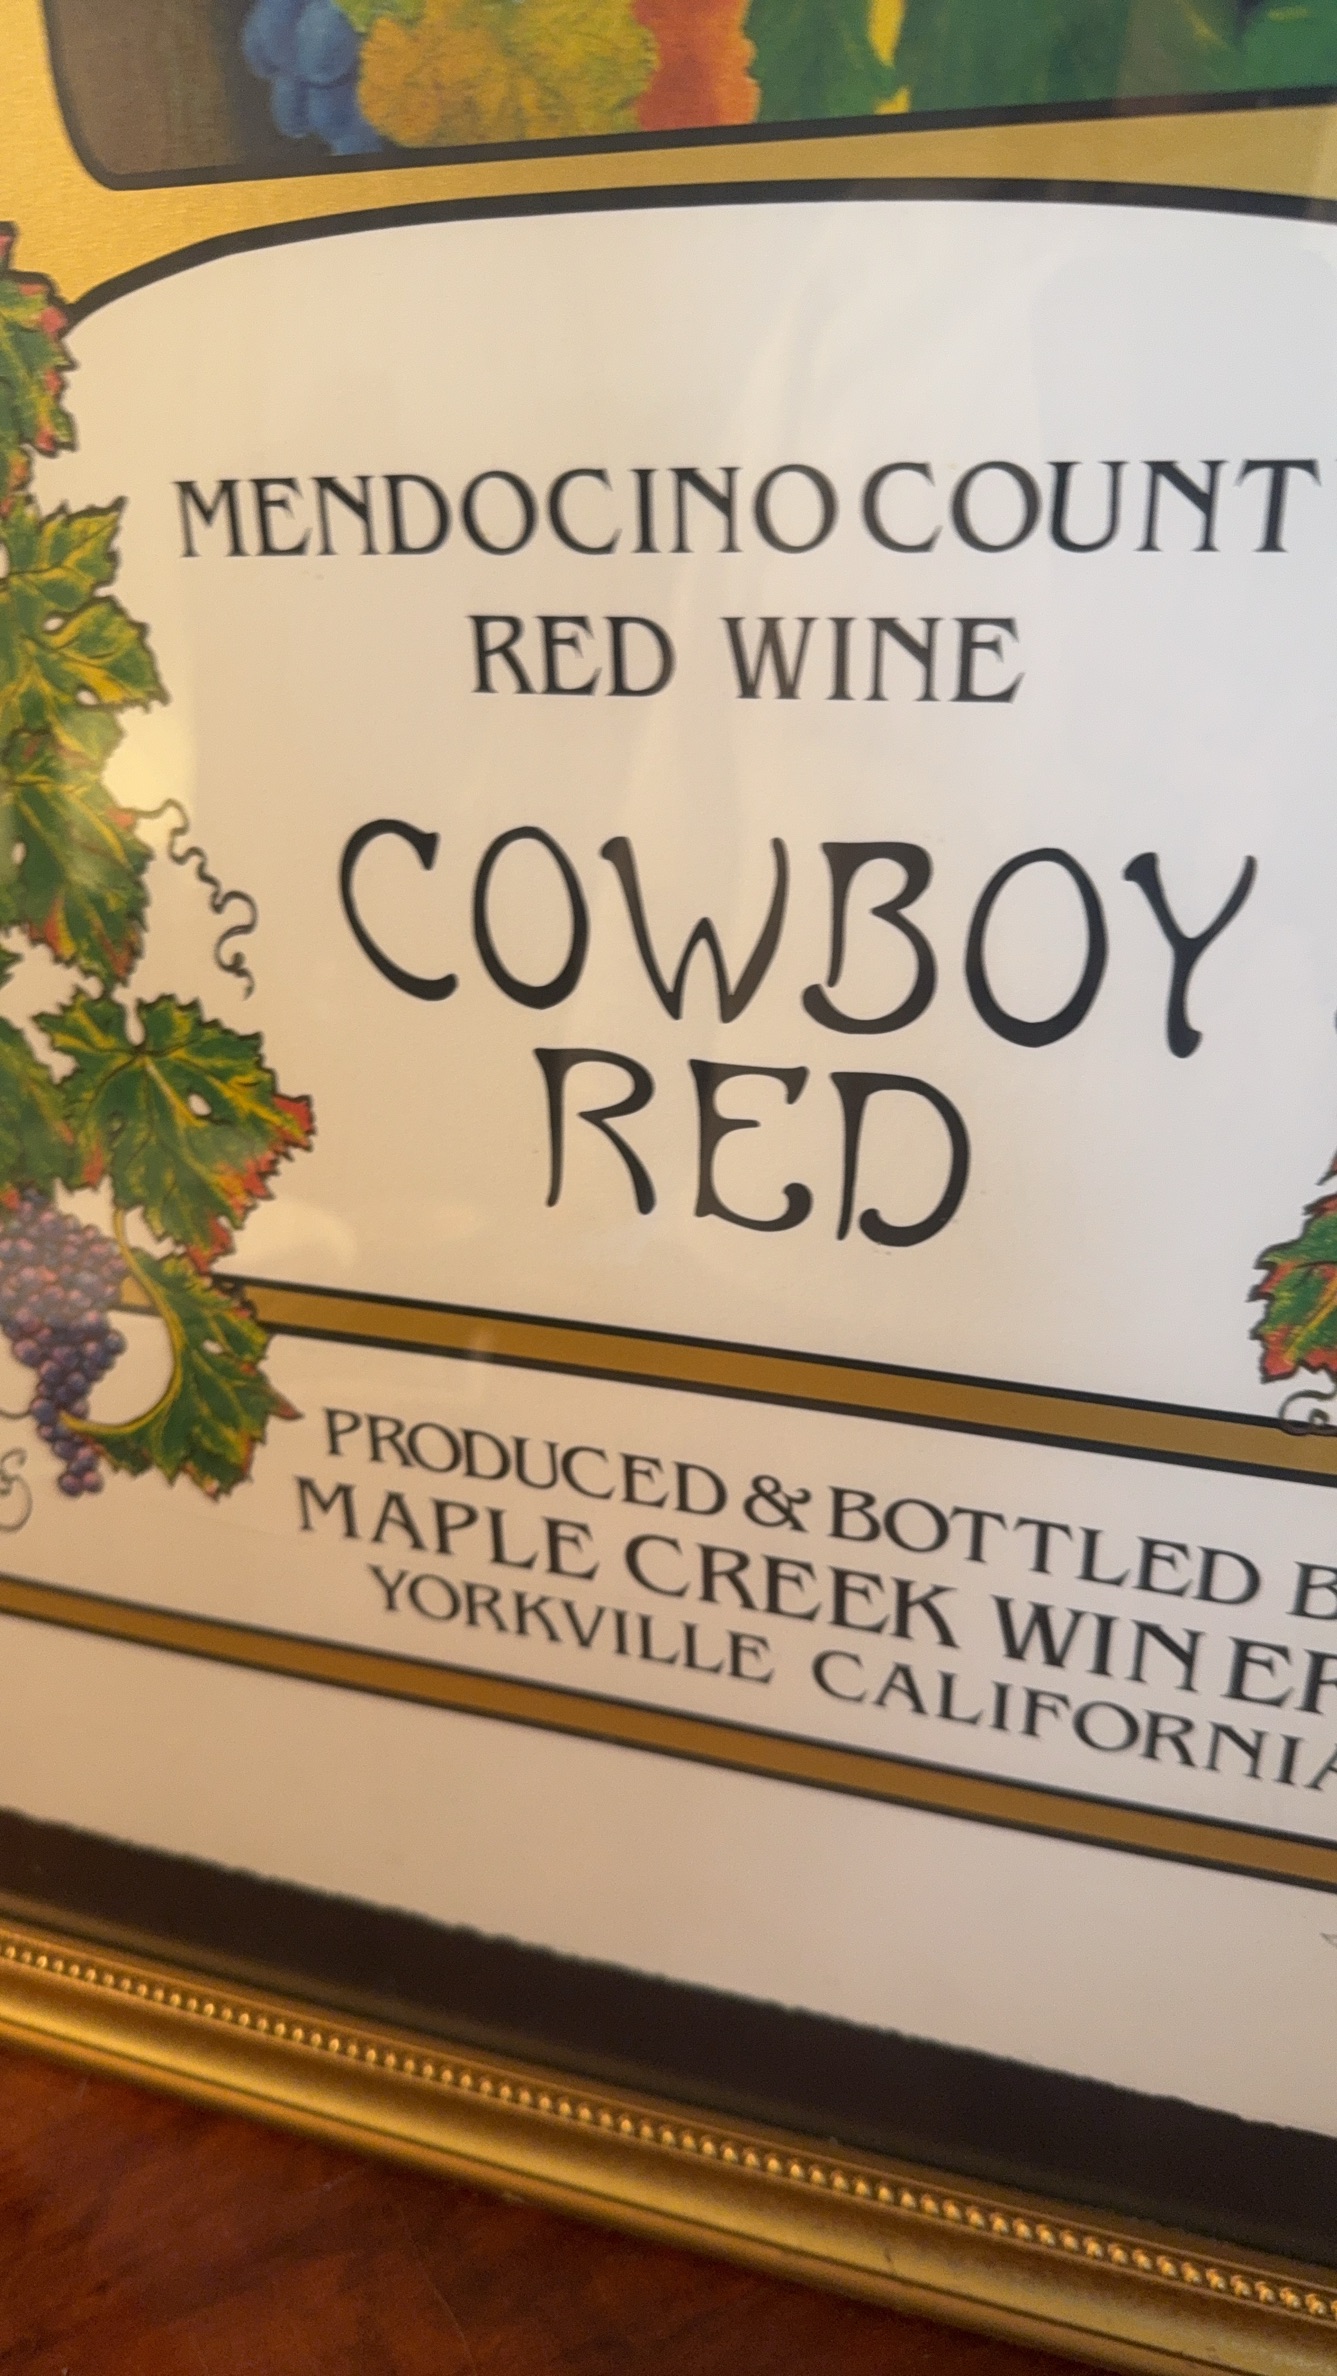 MENDOCINO COUNT
RED WINE
COWBOY
RED
PRODUCED & BOTTLED B
MAPLE CREEK WINER
YORKVILLE CALIFORNIA